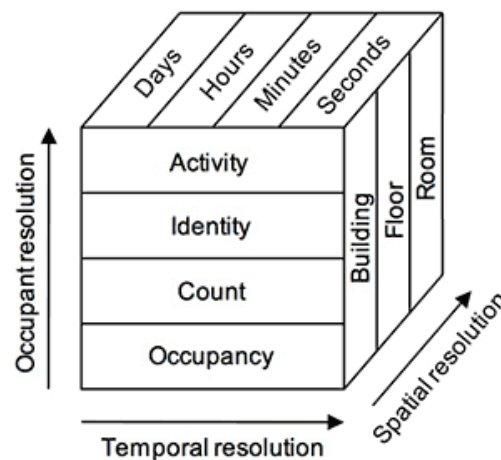 Days
Hours
Minutes
Seconds
Activity
Identity
Count
Occupancy
Building
Floor
Room
Occupant resolution
Temporal resolution
Spatial resolution